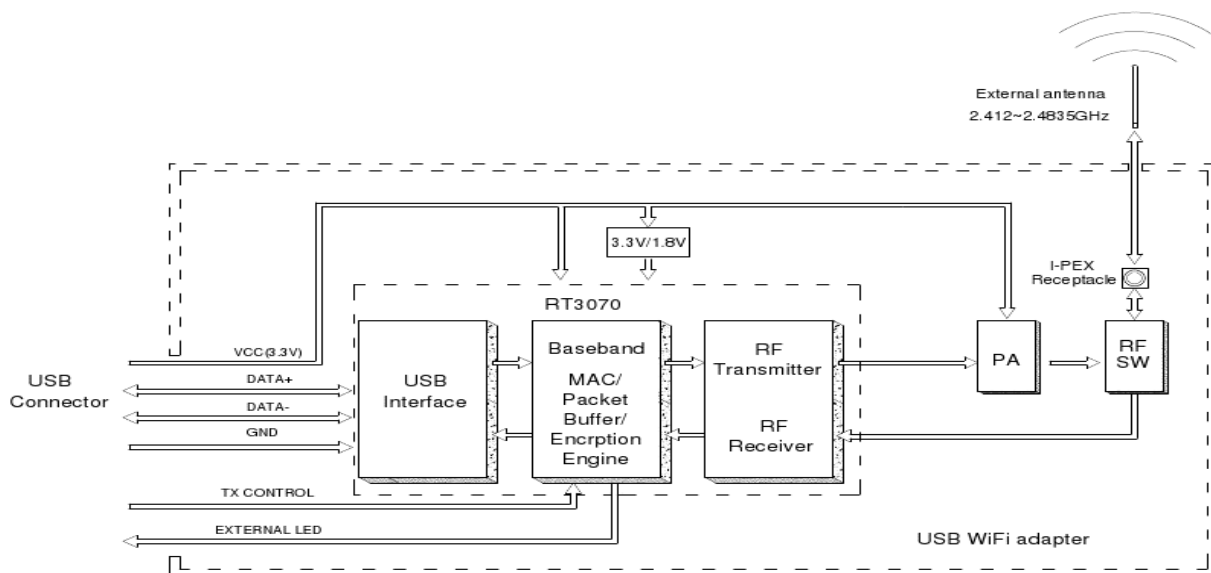 External antenna
2.412~2.4835GHz
3.3V/1.8V
I-PEX
Receptacle
RT3070
VCC(3.3V)
USB
Connector
DATA+
DATA-
GND
USB
Interface
Baseband
MAC/
Packet
Buffer/
Encrption
Engine
RF
Transmitter
RF
Receiver
PA
RF
SW
TX CONTROL
EXTERNAL LED
USB WiFi adapter